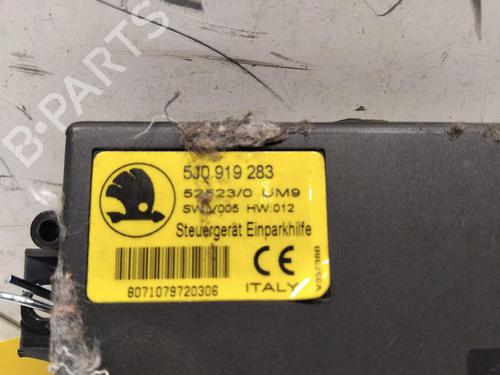 B-PARTS
5J0 919 283
52523/0 UM9
SW:V005 HW:012
Steuergerät Einparkhilfe
CE
8071079720306
ITALY